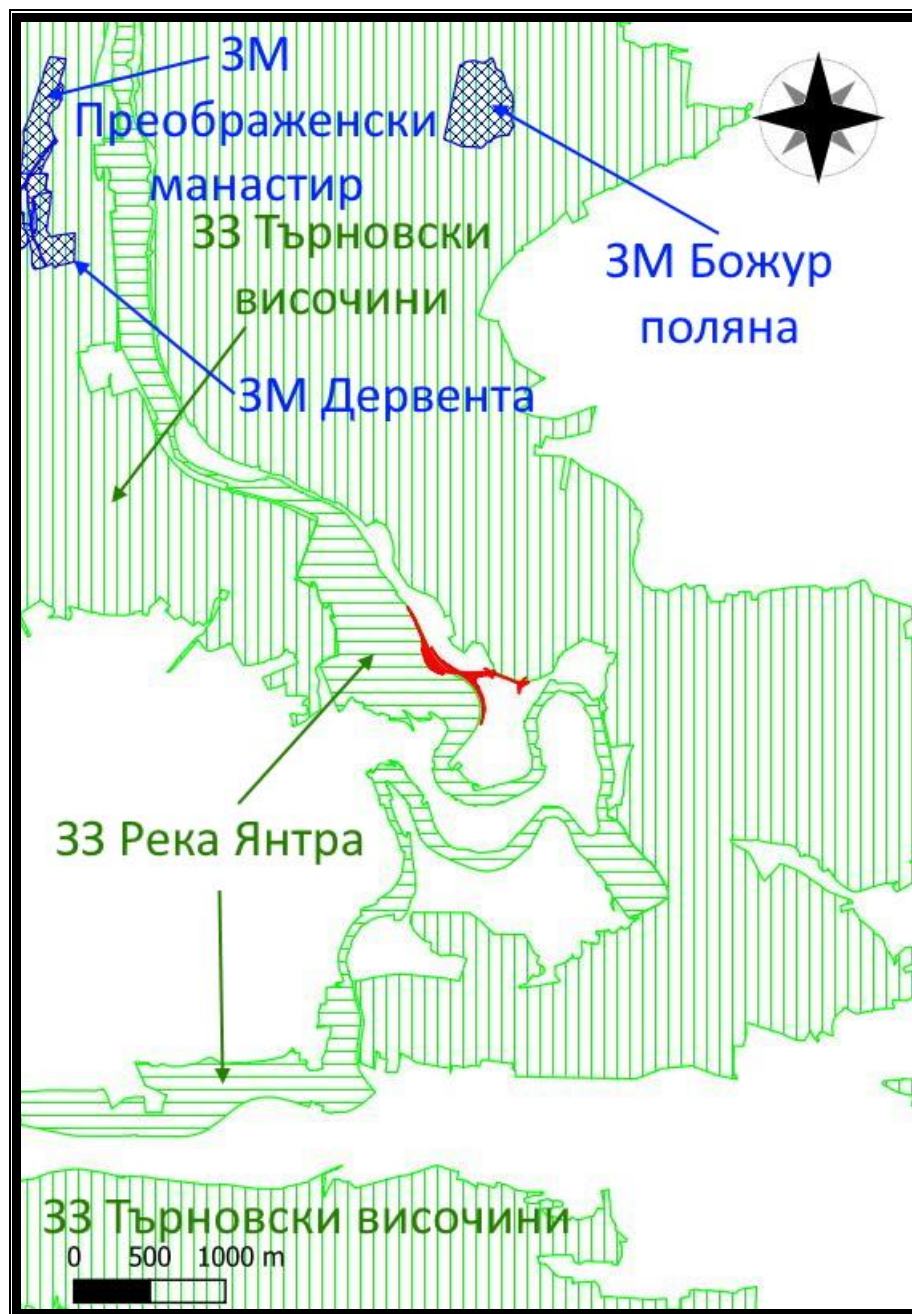 ЗМ
Преображенски
манастир
ЗЗ Търновски
височини
ЗМ Божур
поляна
ЗМ Дервента
ЗЗ Река Янтра
ЗЗ Търновски височини
0 500 1000 m